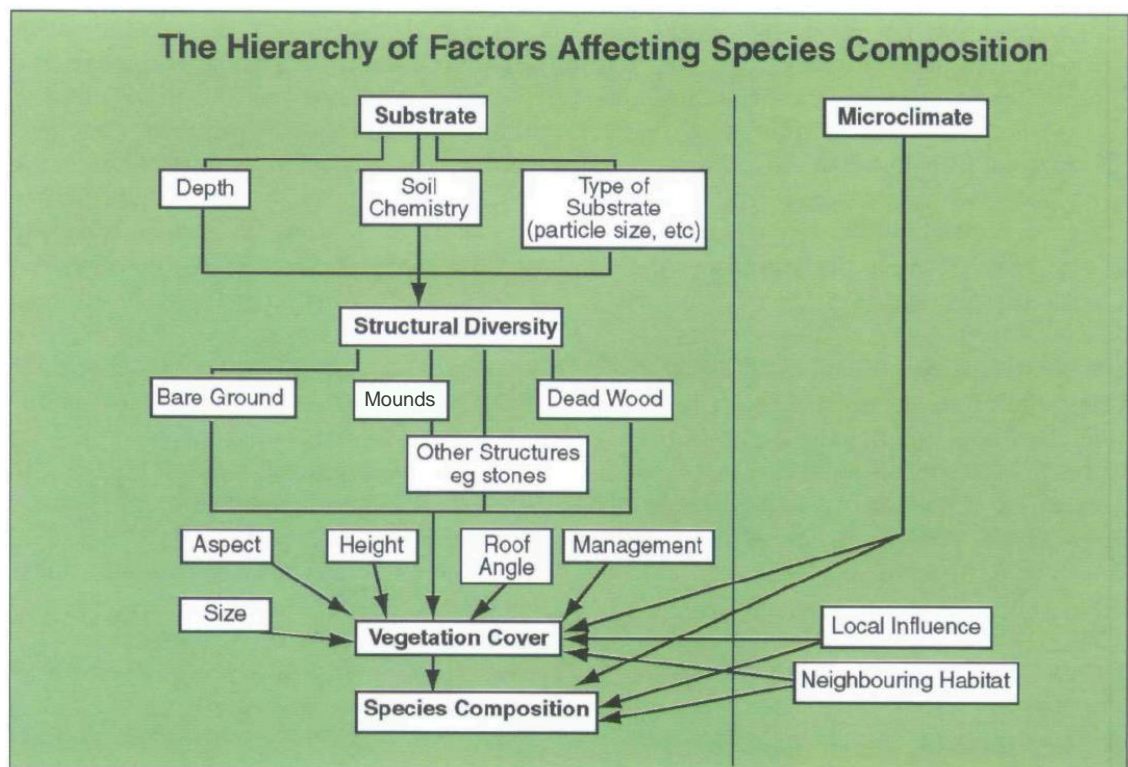 The Hierarchy of Factors Affecting Species Composition
Substrate
Microclimate
Depth
Soil
Chemistry
Type of
Substrate
(particle size, etc)
Structural Diversity
Bare Ground
Mounds
Dead Wood
Other Structures
eg stones
Aspect
Height
Roof
Angle
Management
Size
Vegetation Cover
Local Influence
Neighbouring Habitat
Species Composition